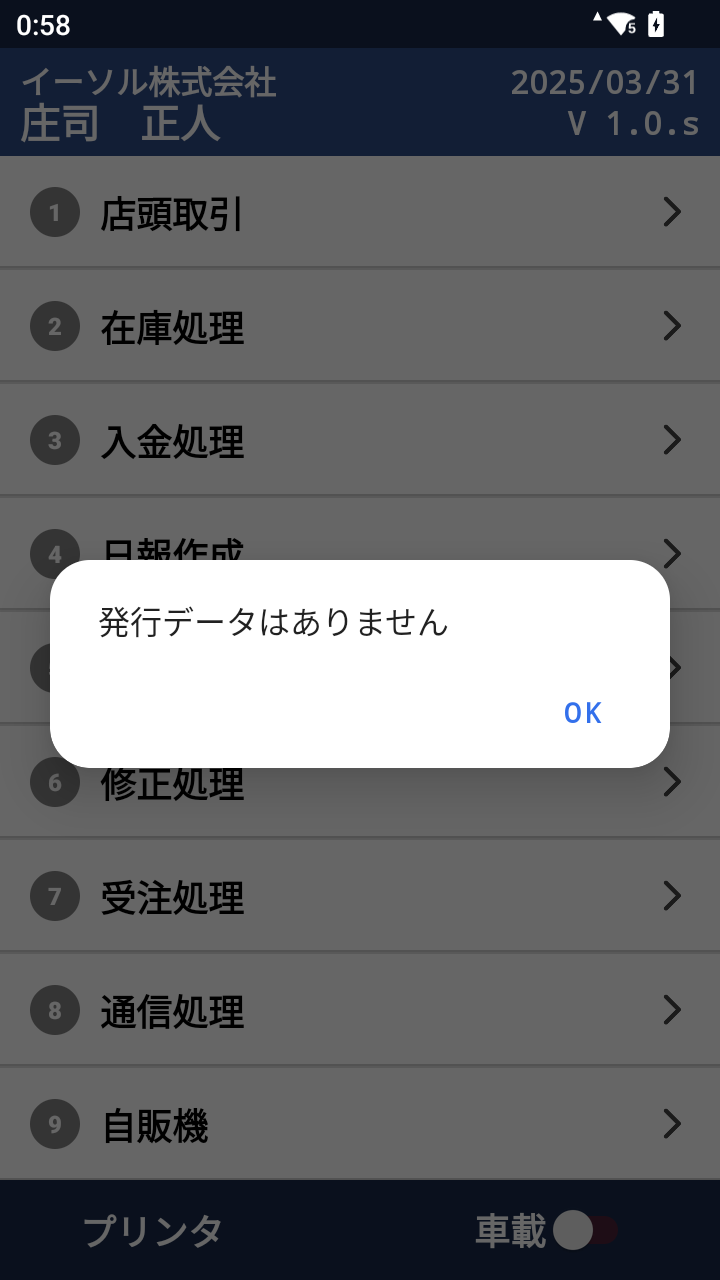 0:58
イーソル株式会社 2025/03/31
庄司　正人 V 1.0.s
1 店頭取引
2 在庫処理
3 入金処理
4 日報作成
発行データはありません
OK
6 修正処理
7 受注処理
8 通信処理
9 自販機
プリンタ 車載